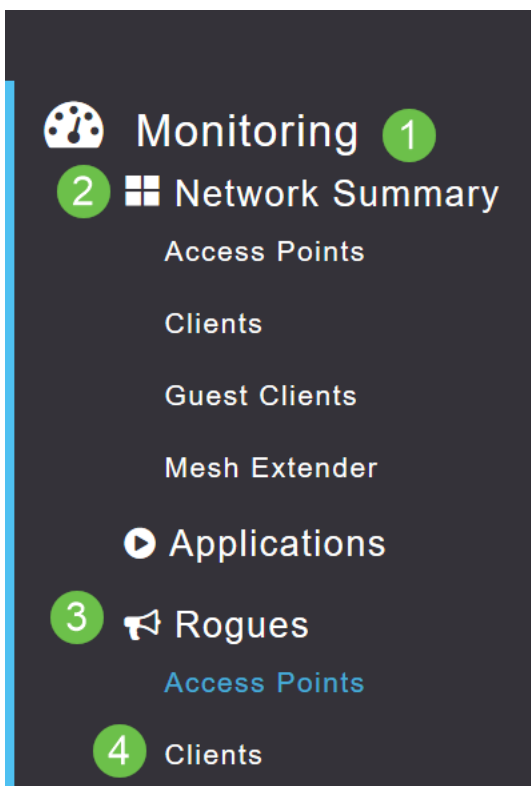 Monitoring 1
2 Network Summary
Access Points
Clients
Guest Clients
Mesh Extender
Applications
3 Rogues
Access Points
4 Clients